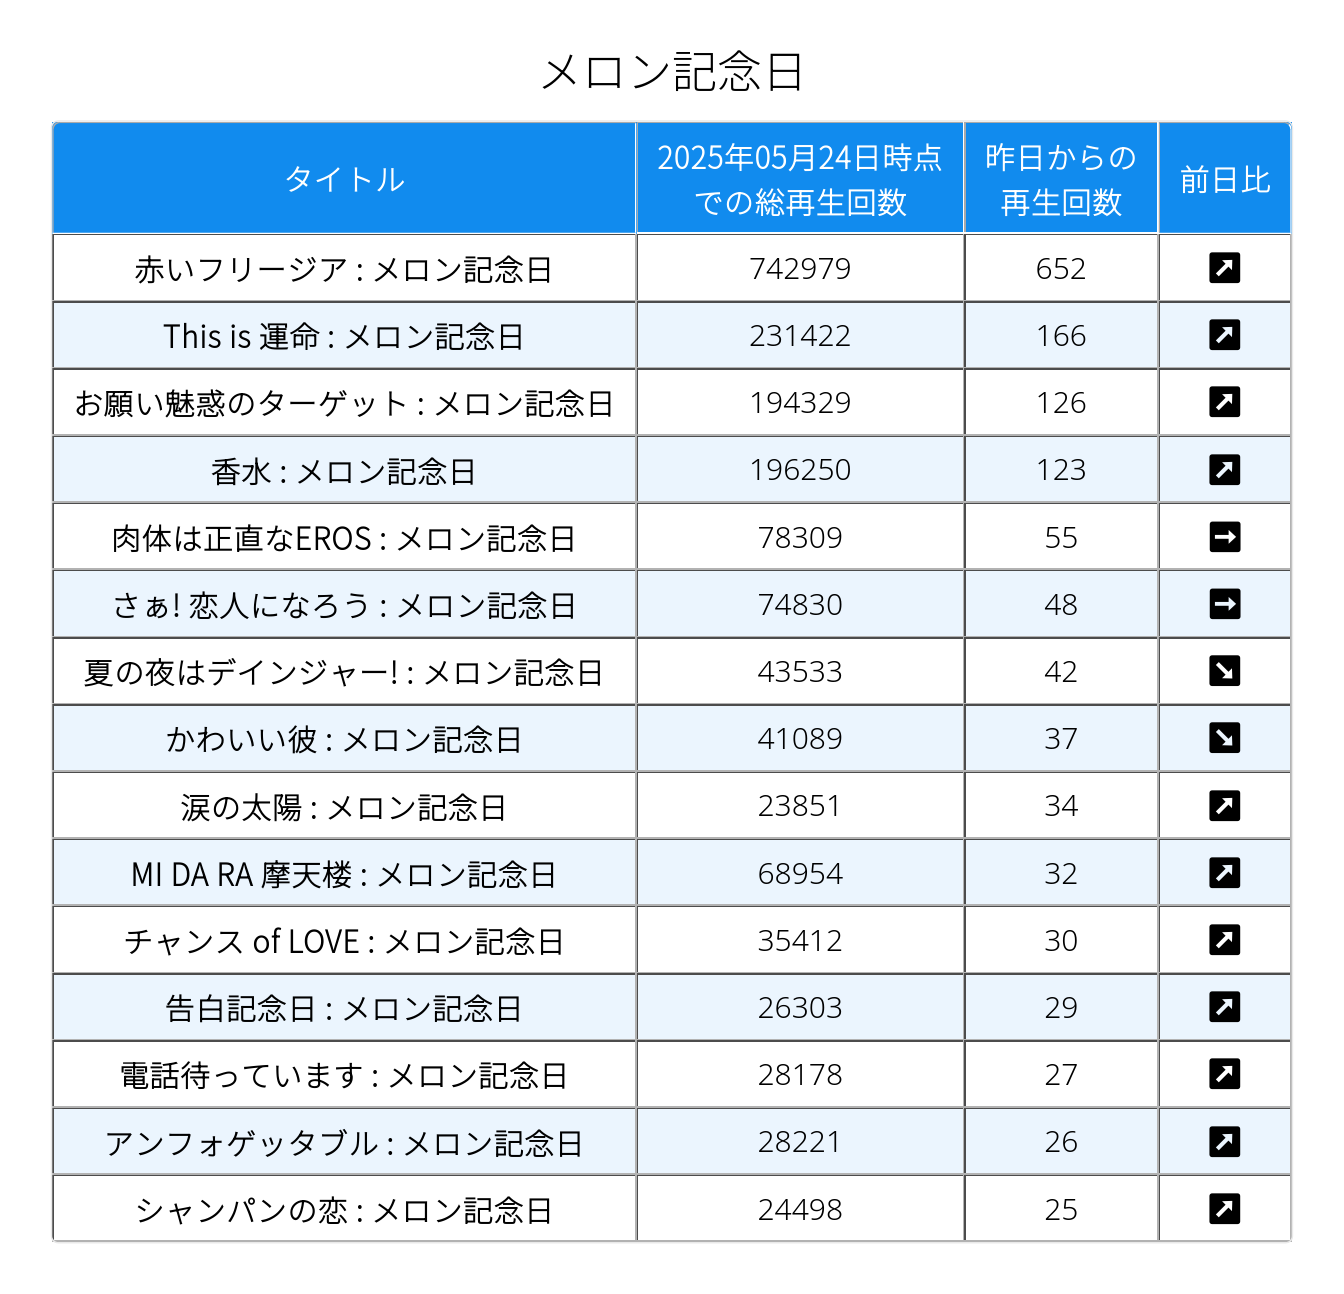 メロン記念日
タイトル
2025年05月24日時点
での総再生回数
昨日からの
再生回数
前日比
赤いフリージア : メロン記念日 742979 652
This is 運命 : メロン記念日 231422 166
お願い魅惑のターゲット : メロン記念日 194329 126
香水 : メロン記念日 196250 123
肉体は正直なEROS : メロン記念日 78309 55
さぁ! 恋人になろう : メロン記念日 74830 48
夏の夜はデインジャー! : メロン記念日 43533 42
かわいい彼 : メロン記念日 41089 37
涙の太陽 : メロン記念日 23851 34
MI DA RA 摩天楼 : メロン記念日 68954 32
チャンス of LOVE : メロン記念日 35412 30
告白記念日 : メロン記念日 26303 29
電話待っています : メロン記念日 28178 27
アンフォゲッタブル : メロン記念日 28221 26
シャンパンの恋 : メロン記念日 24498 25